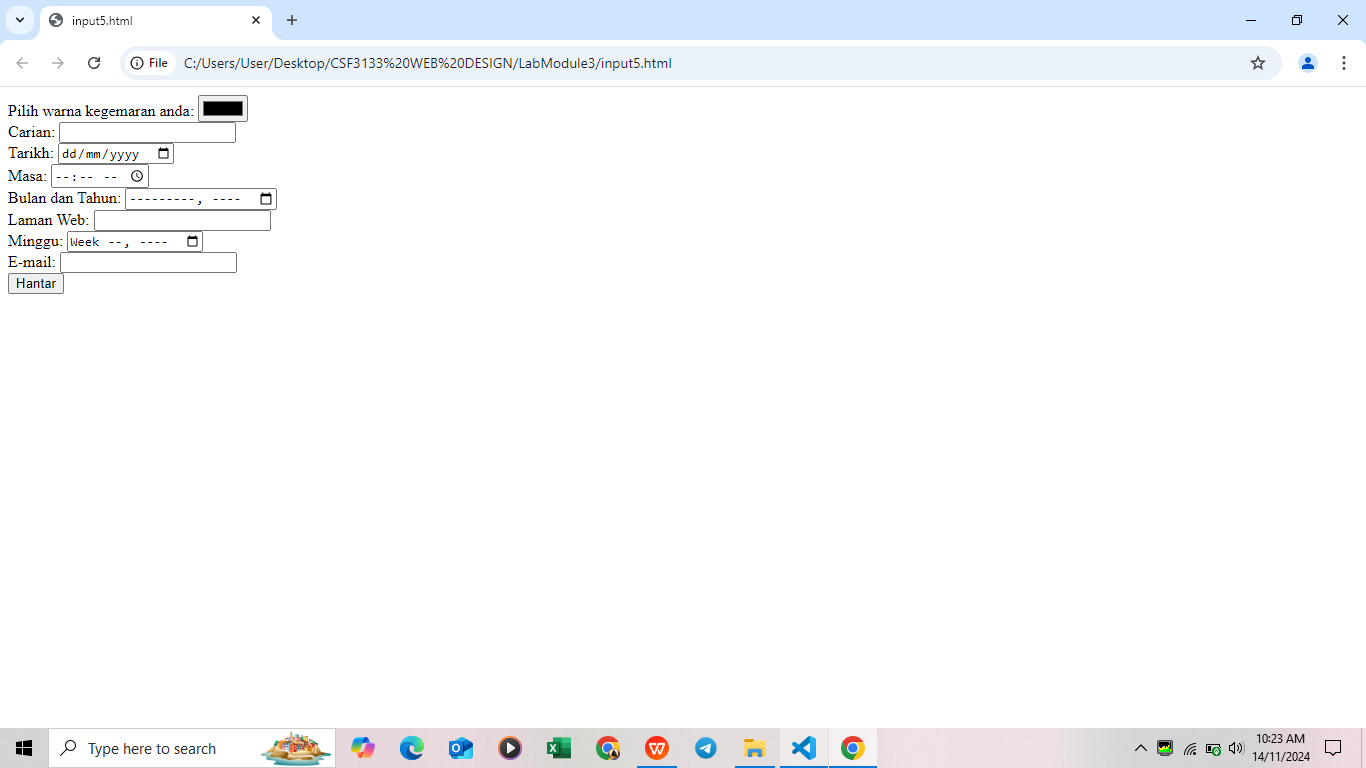 input5.html
File
C:/Users/User/Desktop/CSF3133%20WEB%20DESIGN/LabModule3/input5.html
Pilih warna kegemaran anda:
Carian:
Tarikh: dd/mm/yyyy
Masa: --:-- --
Bulan dan Tahun: ---------, ----
Laman Web:
Minggu: Week --, ----
E-mail:
Hantar
Type here to search
10:23 AM
14/11/2024